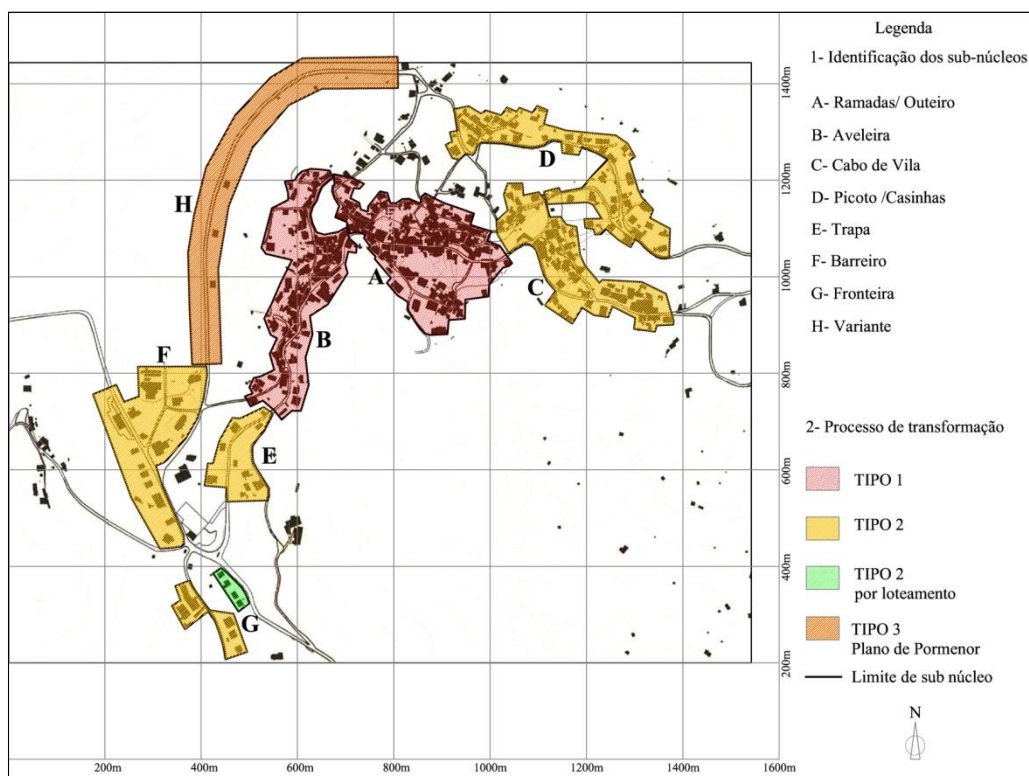 Legenda
1- Identificação dos sub-núcleos
A- Ramadas/ Outeiro
B- Aveleira
C- Cabo de Vila
D- Picoto /Casinhas
E- Trapa
F- Barreiro
G- Fronteira
H- Variante
2- Processo de transformação
TIPO 1
TIPO 2
TIPO 2
por loteamento
TIPO 3
Plano de Pormenor
Limite de sub núcleo
N
D
H
A
C
B
F
E
G
1400m
1200m
1000m
800m
600m
400m
200m
200m
400m
600m
800m
1000m
1200m
1400m
1600m